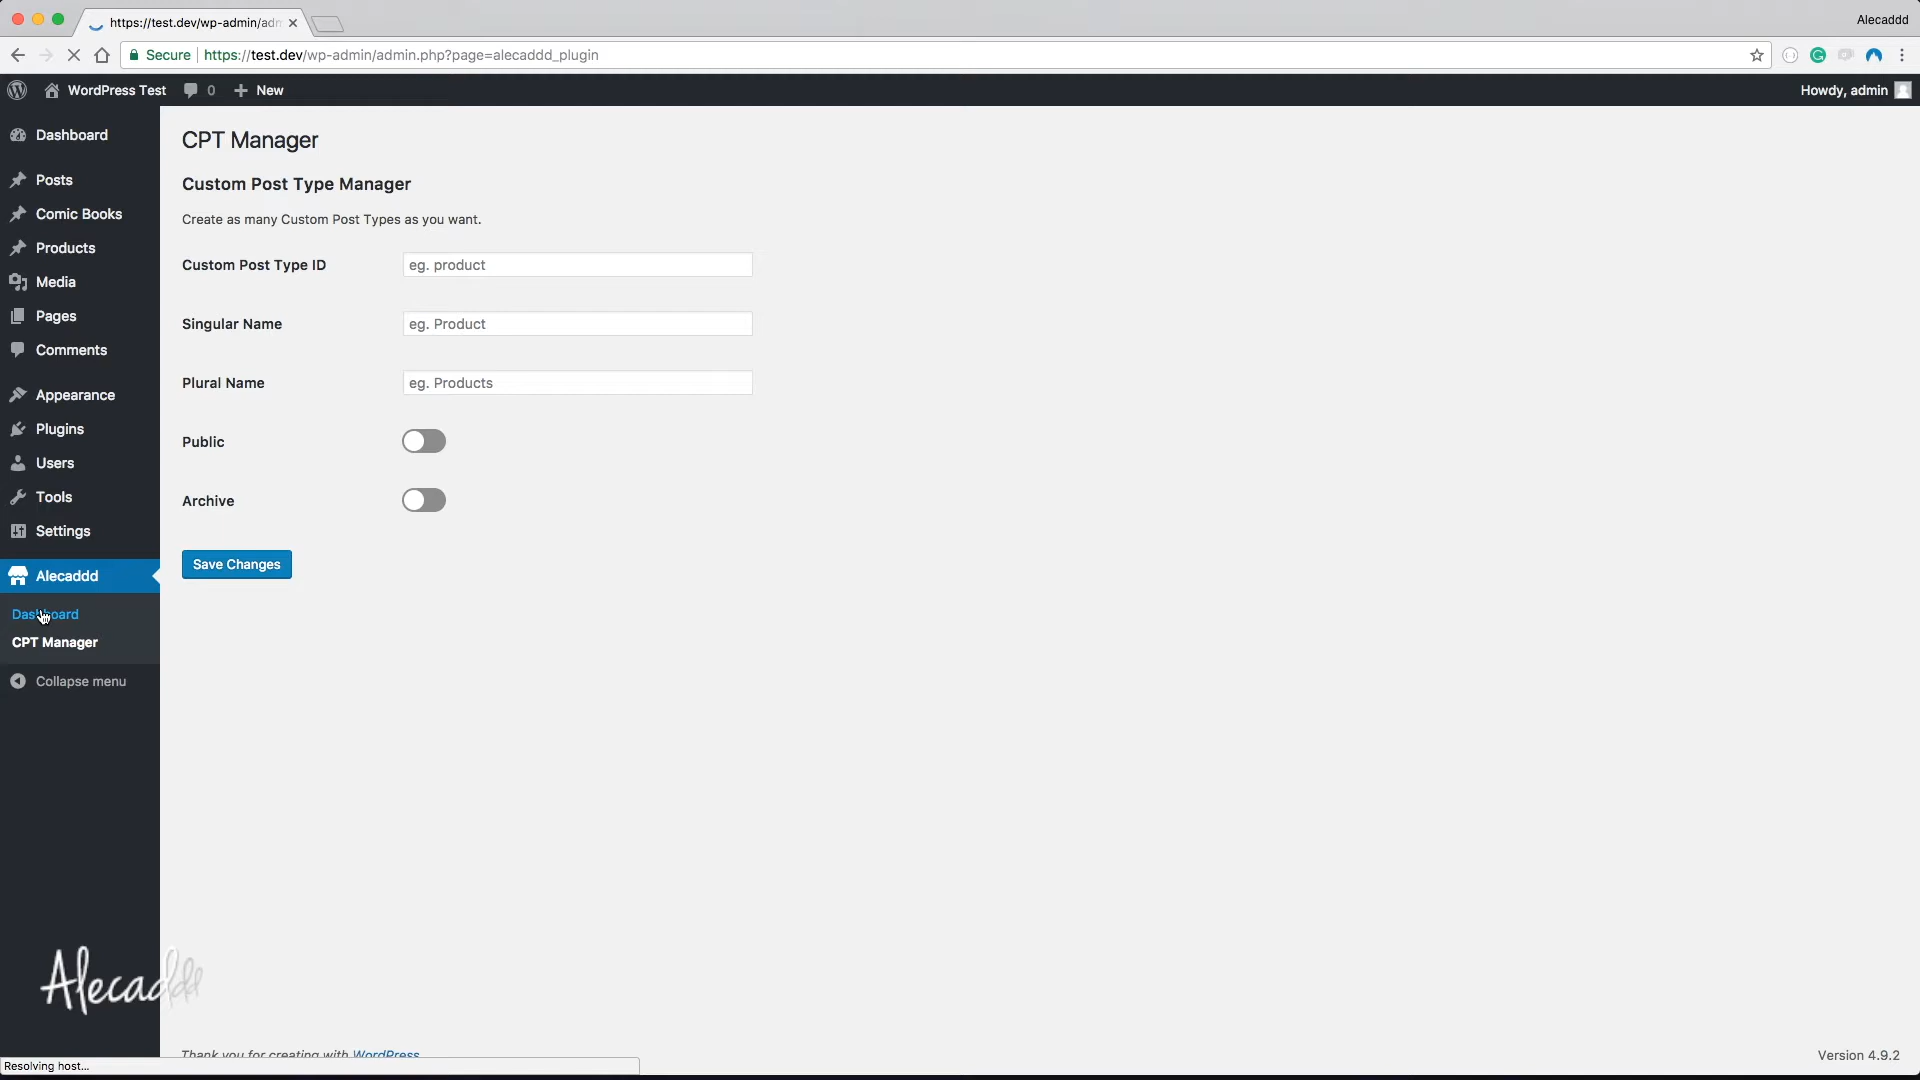 https://test.dev/wp-admin/adm
Alecaddd
Secure
https://test.dev/wp-admin/admin.php?page=alecaddd_plugin
WordPress Test
0
New
Howdy, admin
Dashboard
Posts
Comic Books
Products
Media
Pages
Comments
Appearance
Plugins
Users
Tools
Settings
Alecaddd
Dashboard
CPT Manager
Collapse menu
CPT Manager
Custom Post Type Manager
Create as many Custom Post Types as you want.
Custom Post Type ID
eg. product
Singular Name
eg. Product
Plural Name
eg. Products
Public
Archive
Save Changes
Alecaddd
Thank you for creating with WordPress
Version 4.9.2
Resolving host...